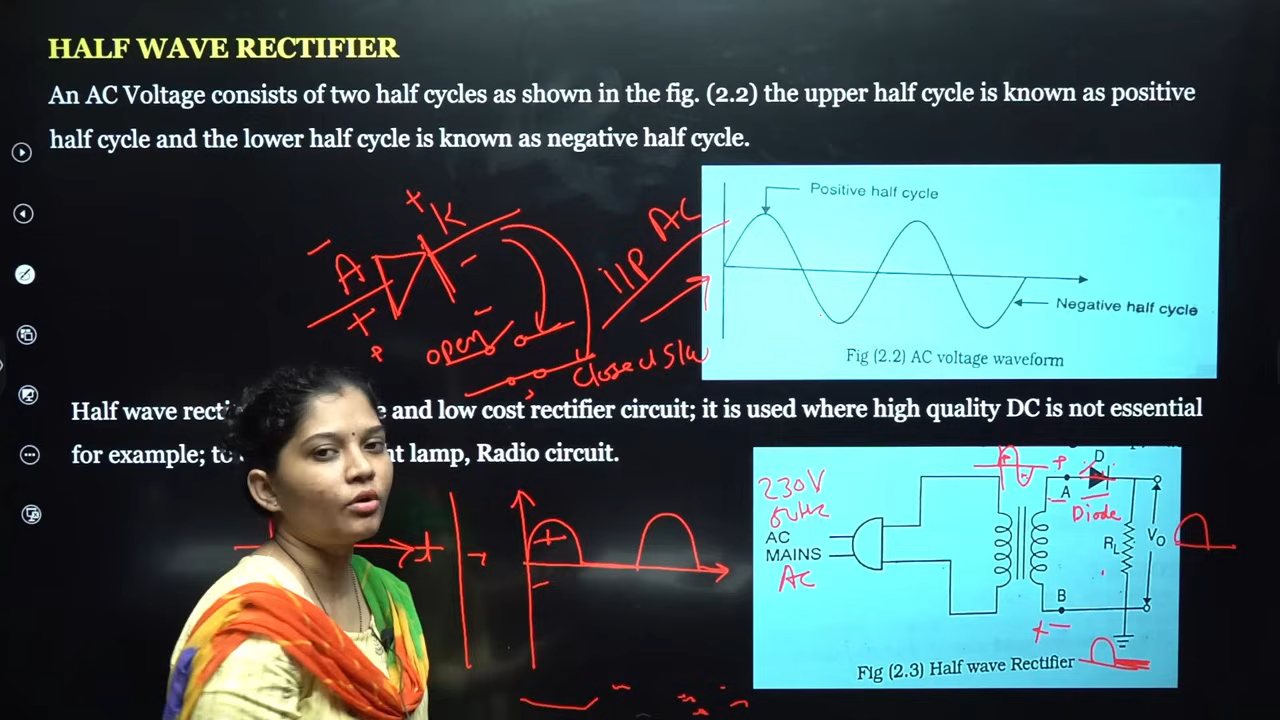 HALF WAVE RECTIFIER
An AC Voltage consists of two half cycles as shown in the fig. (2.2) the upper half cycle is known as positive
half cycle and the lower half cycle is known as negative half cycle.
Positive half cycle
Negative half cycle
Fig (2.2) AC voltage waveform
+ K
- A
+
-
I/P AC
open
Closed S/W
Half wave recti and low cost rectifier circuit; it is used where high quality DC is not essential
for example; to lamp, Radio circuit.
230V
AC
MAINS
AC
+
D
A
Diode
RL
VO
B
+ -
Fig (2.3) Half wave Rectifier
+
-